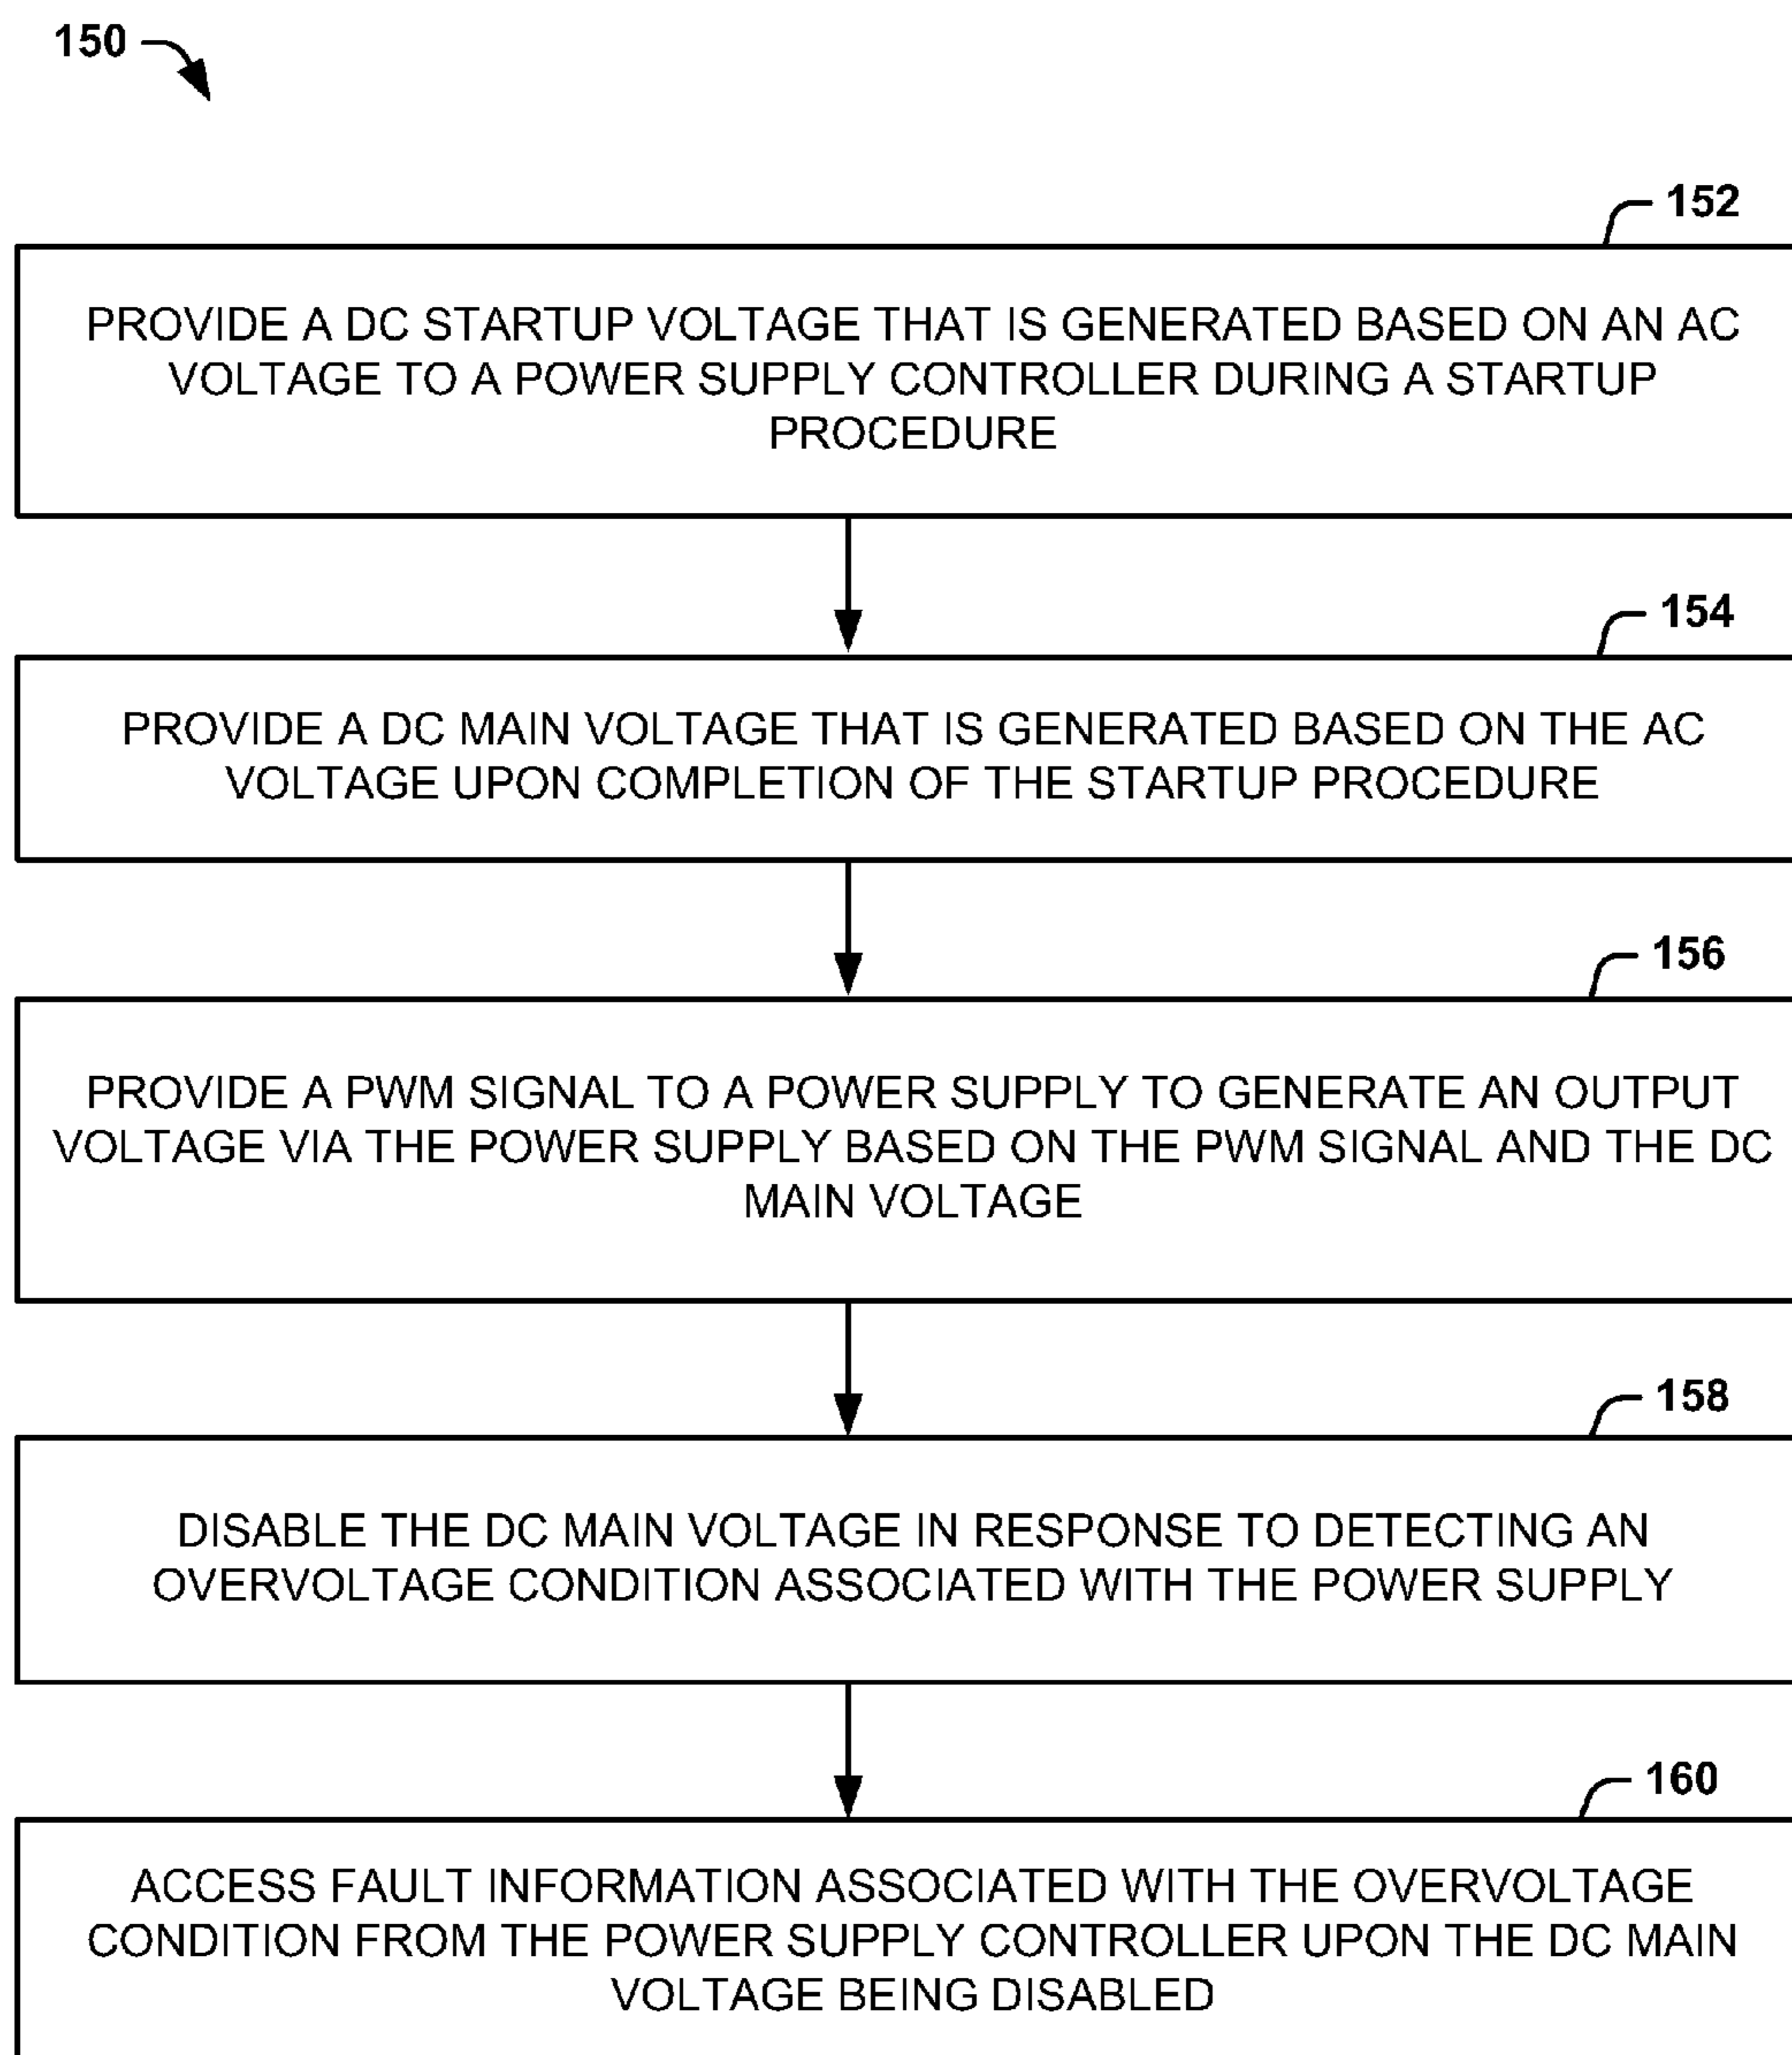 150
152
PROVIDE A DC STARTUP VOLTAGE THAT IS GENERATED BASED ON AN AC
VOLTAGE TO A POWER SUPPLY CONTROLLER DURING A STARTUP
PROCEDURE
154
PROVIDE A DC MAIN VOLTAGE THAT IS GENERATED BASED ON THE AC
VOLTAGE UPON COMPLETION OF THE STARTUP PROCEDURE
156
PROVIDE A PWM SIGNAL TO A POWER SUPPLY TO GENERATE AN OUTPUT
VOLTAGE VIA THE POWER SUPPLY BASED ON THE PWM SIGNAL AND THE DC
MAIN VOLTAGE
158
DISABLE THE DC MAIN VOLTAGE IN RESPONSE TO DETECTING AN
OVERVOLTAGE CONDITION ASSOCIATED WITH THE POWER SUPPLY
160
ACCESS FAULT INFORMATION ASSOCIATED WITH THE OVERVOLTAGE
CONDITION FROM THE POWER SUPPLY CONTROLLER UPON THE DC MAIN
VOLTAGE BEING DISABLED